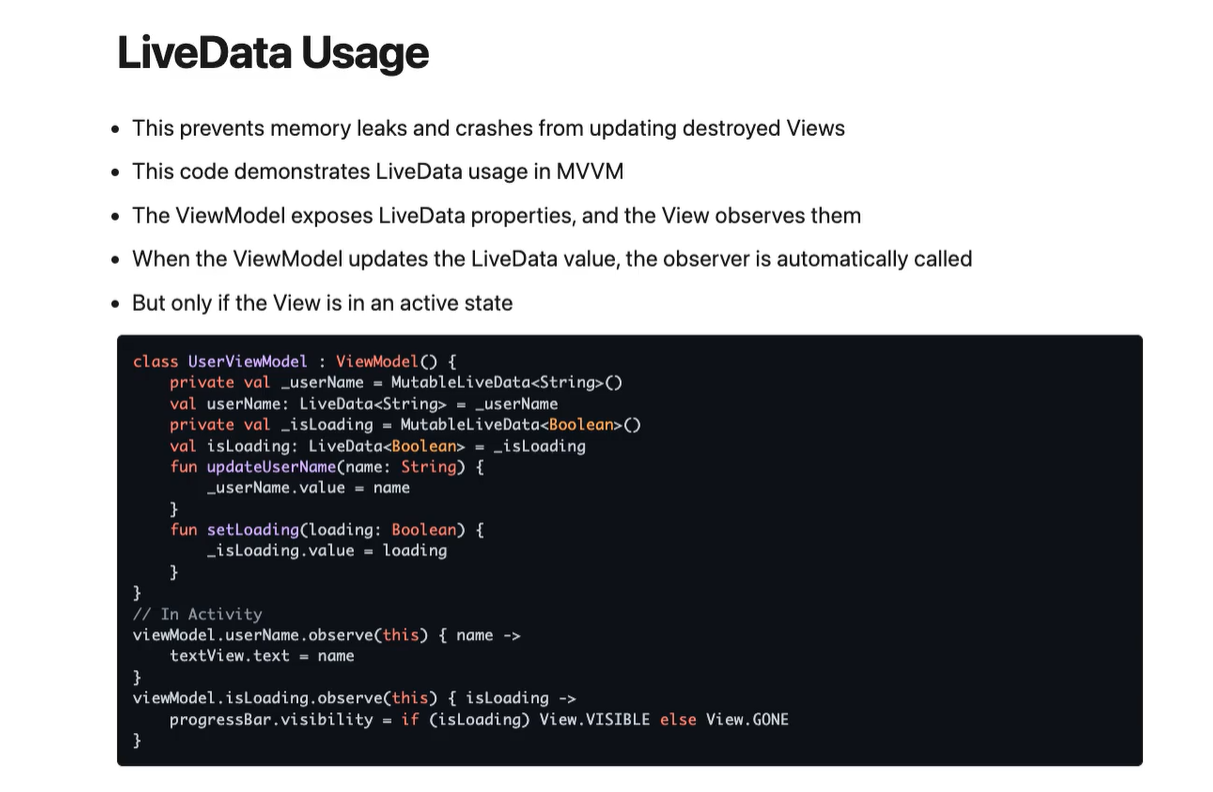 LiveData Usage
• This prevents memory leaks and crashes from updating destroyed Views
• This code demonstrates LiveData usage in MVVM
• The ViewModel exposes LiveData properties, and the View observes them
• When the ViewModel updates the LiveData value, the observer is automatically called
• But only if the View is in an active state
class UserViewModel : ViewModel() {
    private val _userName = MutableLiveData<String>()
    val userName: LiveData<String> = _userName
    private val _isLoading = MutableLiveData<Boolean>()
    val isLoading: LiveData<Boolean> = _isLoading
    fun updateUserName(name: String) {
        _userName.value = name
    }
    fun setLoading(loading: Boolean) {
        _isLoading.value = loading
    }
}
// In Activity
viewModel.userName.observe(this) { name ->
    textView.text = name
}
viewModel.isLoading.observe(this) { isLoading ->
    progressBar.visibility = if (isLoading) View.VISIBLE else View.GONE
}